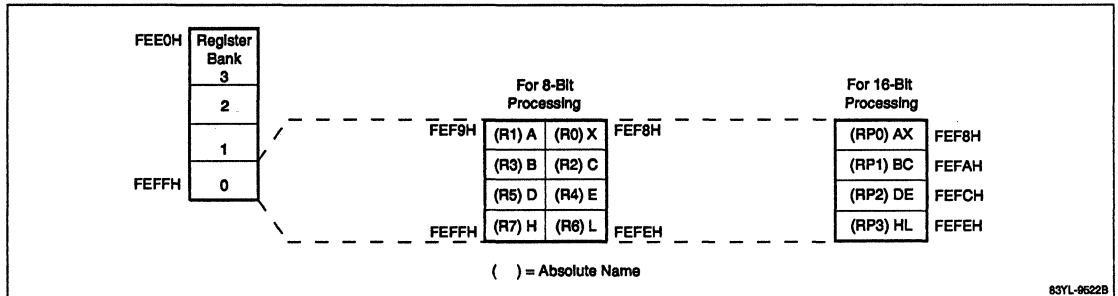 FEE0H
Register
Bank
3
2
1
0
FEFFH
For 8-Bit
Processing
FEF9H (R1) A (R0) X FEF8H
(R3) B (R2) C
(R5) D (R4) E
FEFFH (R7) H (R6) L FEFEH
( ) = Absolute Name
For 16-Bit
Processing
(RP0) AX FEF8H
(RP1) BC FEFAH
(RP2) DE FEFCH
(RP3) HL FEFEH
83YL-9522B